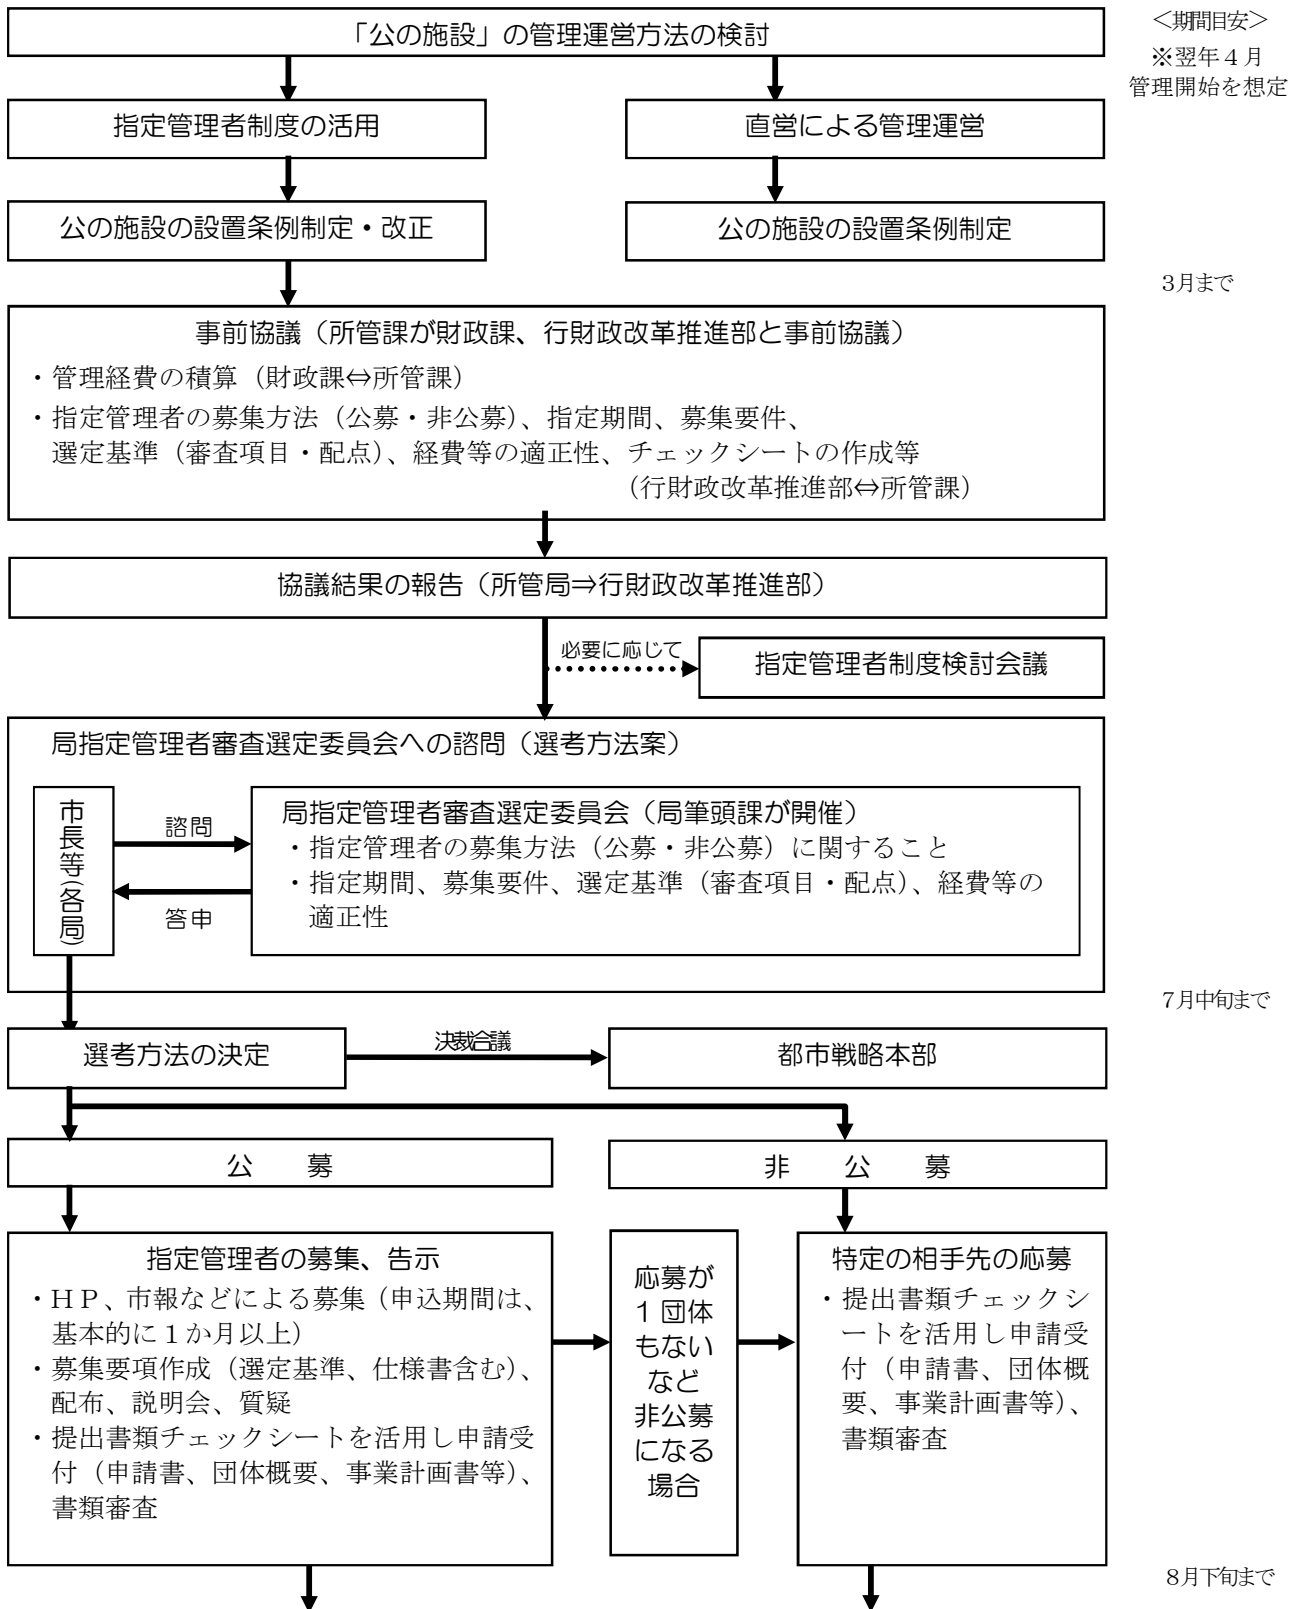 「公の施設」の管理運営方法の検討
＜期間目安＞
※翌年４月
管理開始を想定
指定管理者制度の活用
直営による管理運営
公の施設の設置条例制定・改正
公の施設の設置条例制定
３月まで
事前協議（所管課が財政課、行財政改革推進部と事前協議）
・管理経費の積算（財政課⇔所管課）
・指定管理者の募集方法（公募・非公募）、指定期間、募集要件、
選定基準（審査項目・配点）、経費等の適正性、チェックシートの作成等
（行財政改革推進部⇔所管課）
協議結果の報告（所管局⇒行財政改革推進部）
必要に応じて
指定管理者制度検討会議
局指定管理者審査選定委員会への諮問（選考方法案）
市長等（各局）
諮問
答申
局指定管理者審査選定委員会（局筆頭課が開催）
・指定管理者の募集方法（公募・非公募）に関すること
・指定期間、募集要件、選定基準（審査項目・配点）、経費等の
適正性
７月中旬まで
選考方法の決定
決裁合議
都市戦略本部
公　募
非　公　募
指定管理者の募集、告示
・ＨＰ、市報などによる募集（申込期間は、
基本的に１か月以上）
・募集要項作成（選定基準、仕様書含む）、
配布、説明会、質疑
・提出書類チェックシートを活用し申請受
付（申請書、団体概要、事業計画書等）、
書類審査
応募が
１団体
もない
など
非公募
になる
場合
特定の相手先の応募
・提出書類チェックシ
ートを活用し申請受
付（申請書、団体概
要、事業計画書等）、
書類審査
８月下旬まで